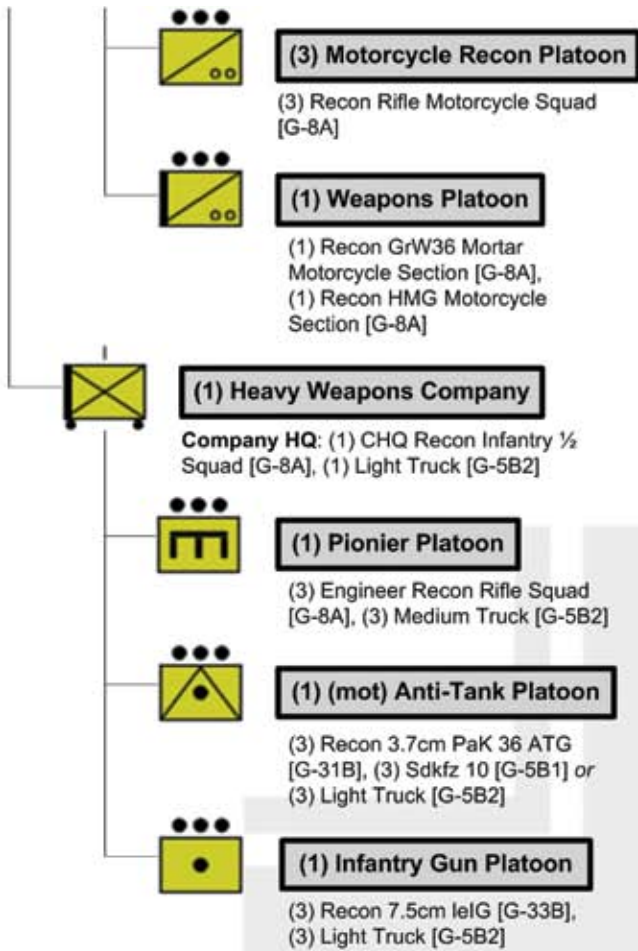 (3) Motorcycle Recon Platoon
(3) Recon Rifle Motorcycle Squad
[G-8A]
(1) Weapons Platoon
(1) Recon GrW36 Mortar
Motorcycle Section [G-8A],
(1) Recon HMG Motorcycle
Section [G-8A]
(1) Heavy Weapons Company
Company HQ: (1) CHQ Recon Infantry ½
Squad [G-8A], (1) Light Truck [G-5B2]
(1) Pionier Platoon
(3) Engineer Recon Rifle Squad
[G-8A], (3) Medium Truck [G-5B2]
(1) (mot) Anti-Tank Platoon
(3) Recon 3.7cm PaK 36 ATG
[G-31B], (3) Sdkfz 10 [G-5B1] or
(3) Light Truck [G-5B2]
(1) Infantry Gun Platoon
(3) Recon 7.5cm leIG [G-33B],
(3) Light Truck [G-5B2]